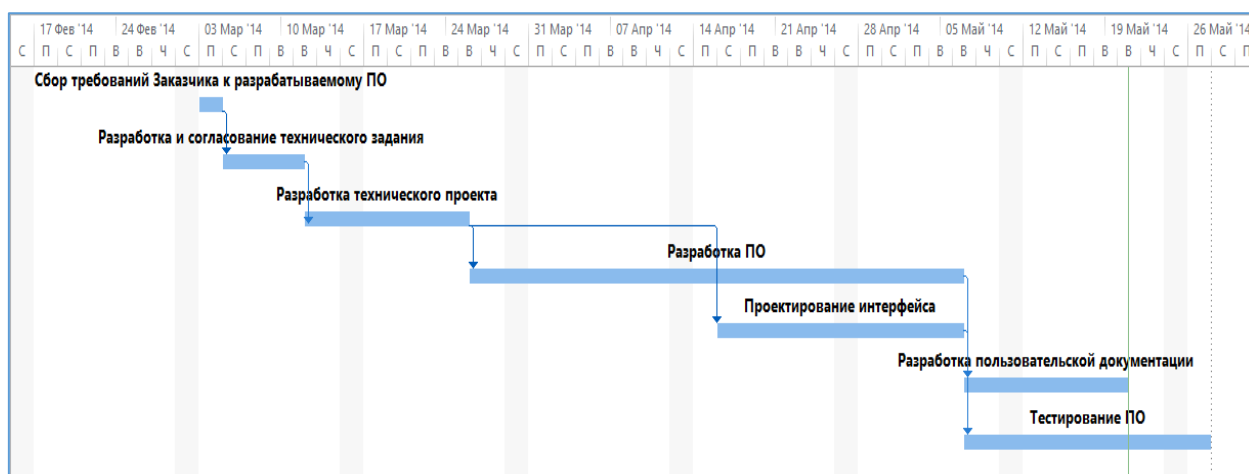 17 Фев '14 24 Фев '14 03 Мар '14 10 Мар '14 17 Мар '14 24 Мар '14 31 Мар '14 07 Апр '14 14 Апр '14 21 Апр '14 28 Апр '14 05 Май '14 12 Май '14 19 Май '14 26 Май '14
С П С П В В Ч С П С П В В Ч С П С П В В Ч С П С П В В Ч С П С П В В Ч С П С П В В Ч С П С П В В Ч С П С П
Сбор требований Заказчика к разрабатываемому ПО
Разработка и согласование технического задания
Разработка технического проекта
Разработка ПО
Проектирование интерфейса
Разработка пользовательской документации
Тестирование ПО